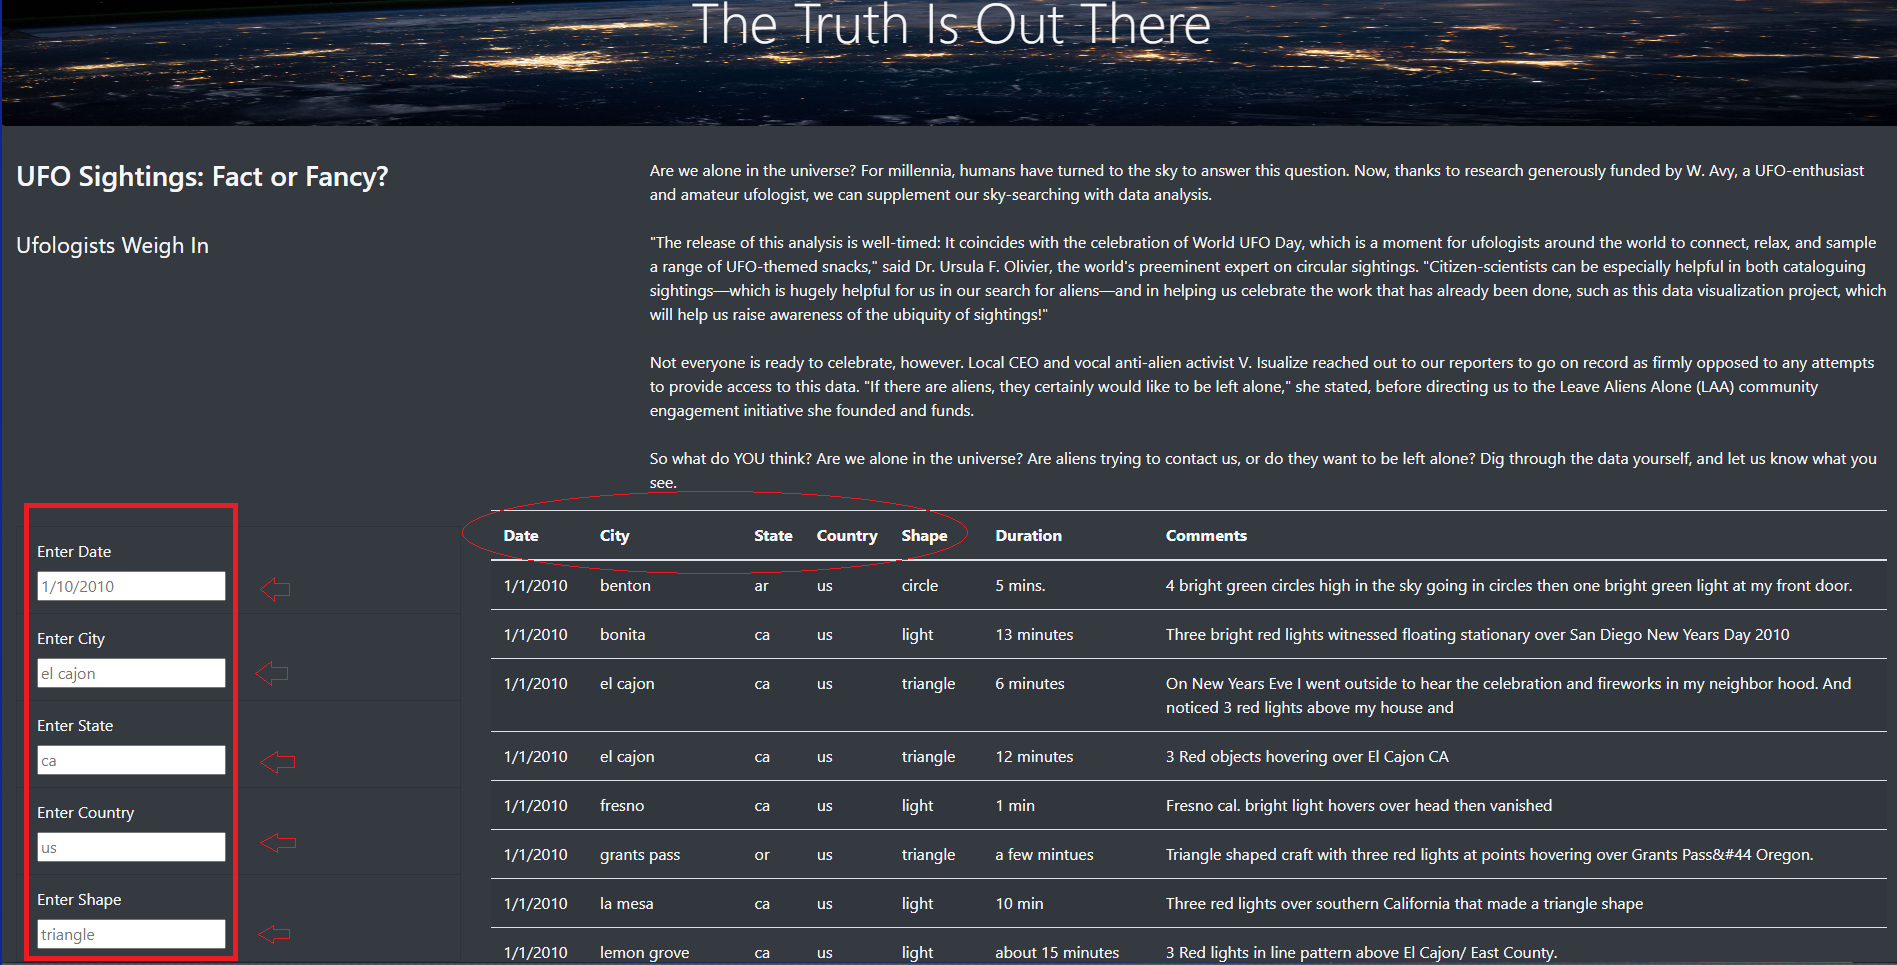 The Truth Is Out There
UFO Sightings: Fact or Fancy?
Ufologists Weigh In
Are we alone in the universe? For millennia, humans have turned to the sky to answer this question. Now, thanks to research generously funded by W. Avy, a UFO-enthusiast
and amateur ufologist, we can supplement our sky-searching with data analysis.
"The release of this analysis is well-timed: It coincides with the celebration of World UFO Day, which is a moment for ufologists around the world to connect, relax, and sample
a range of UFO-themed snacks," said Dr. Ursula F. Olivier, the world's preeminent expert on circular sightings. "Citizen-scientists can be especially helpful in both cataloguing
sightings—which is hugely helpful for us in our search for aliens—and in helping us celebrate the work that has already been done, such as this data visualization project, which
will help us raise awareness of the ubiquity of sightings!"
Not everyone is ready to celebrate, however. Local CEO and vocal anti-alien activist V. Isualize reached out to our reporters to go on record as firmly opposed to any attempts
to provide access to this data. "If there are aliens, they certainly would like to be left alone," she stated, before directing us to the Leave Aliens Alone (LAA) community
engagement initiative she founded and funds.
So what do YOU think? Are we alone in the universe? Are aliens trying to contact us, or do they want to be left alone? Dig through the data yourself, and let us know what you
see.
Enter Date
1/10/2010
Enter City
el cajon
Enter State
ca
Enter Country
us
Enter Shape
triangle
Date City State Country Shape Duration Comments
1/1/2010 benton ar us circle 5 mins. 4 bright green circles high in the sky going in circles then one bright green light at my front door.
1/1/2010 bonita ca us light 13 minutes Three bright red lights witnessed floating stationary over San Diego New Years Day 2010
1/1/2010 el cajon ca us triangle 6 minutes On New Years Eve I went outside to hear the celebration and fireworks in my neighbor hood. And
noticed 3 red lights above my house and
1/1/2010 el cajon ca us triangle 12 minutes 3 Red objects hovering over El Cajon CA
1/1/2010 fresno ca us light 1 min Fresno cal. bright light hovers over head then vanished
1/1/2010 grants pass or us triangle a few mintues Triangle shaped craft with three red lights at points hovering over Grants Pass&#44 Oregon.
1/1/2010 la mesa ca us light 10 min Three red lights over southern California that made a triangle shape
1/1/2010 lemon grove ca us light about 15 minutes 3 Red lights in line pattern above El Cajon/ East County.